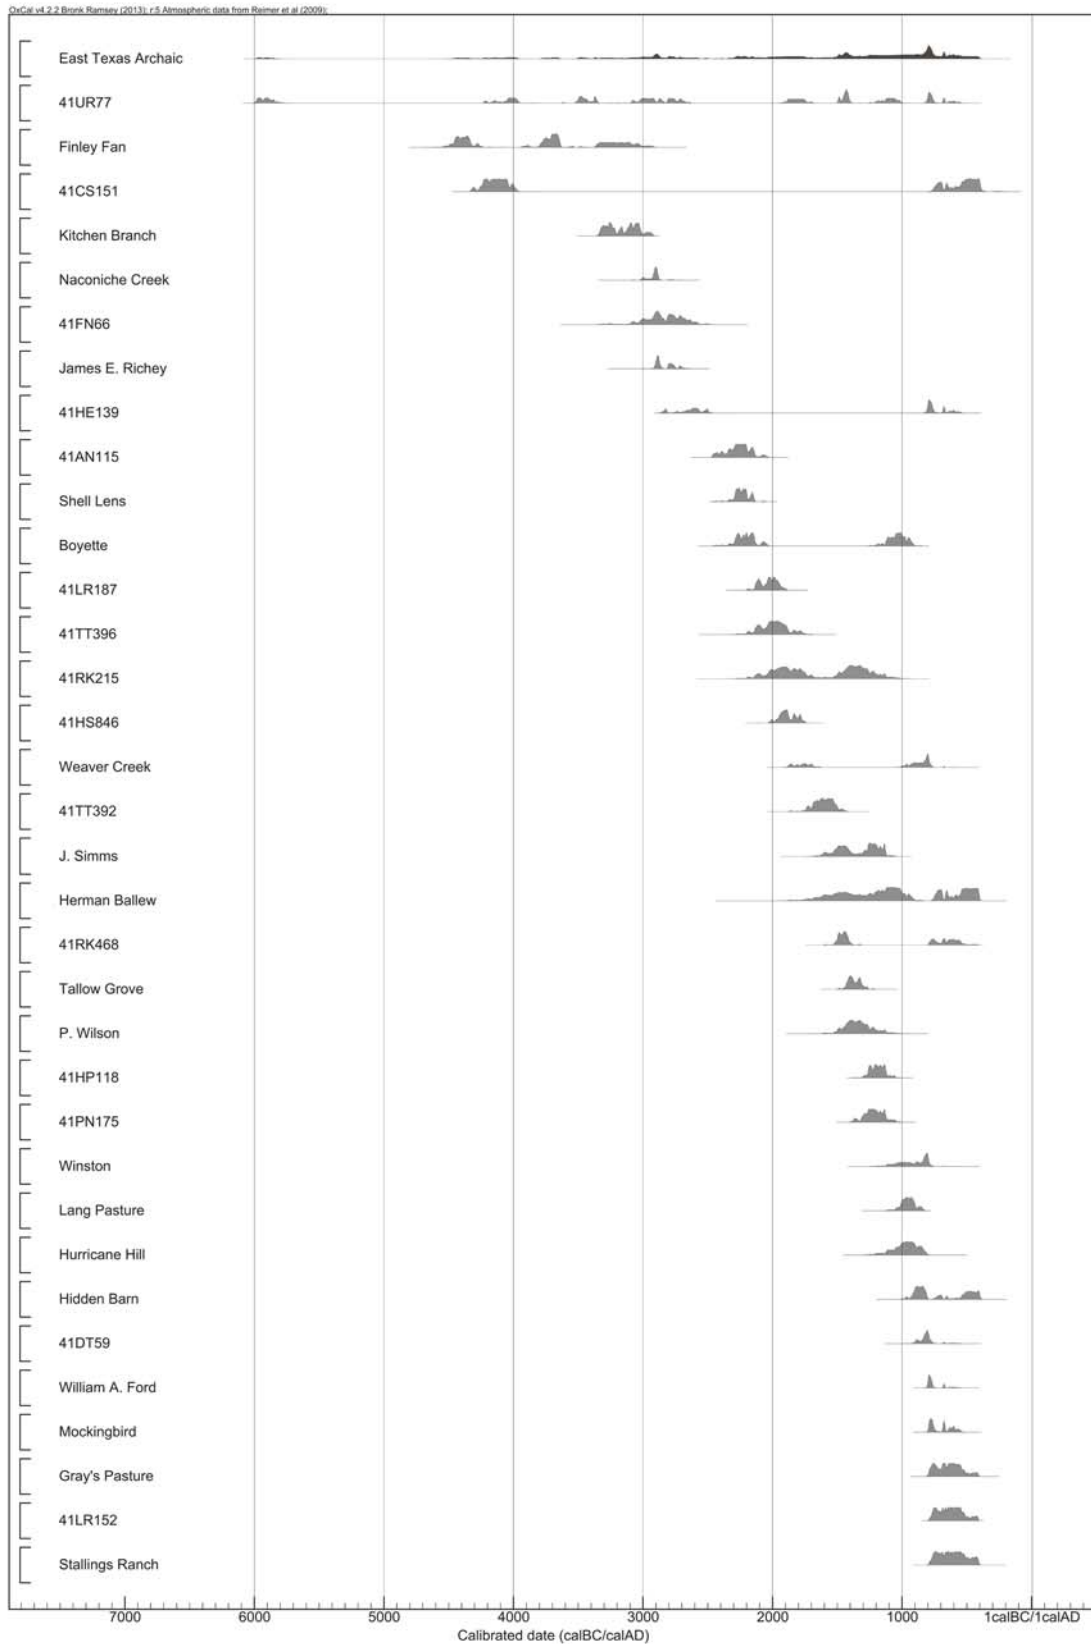 OxCal v4.2.2 Bronk Ramsey (2013); r:5 Atmospheric data from Reimer et al (2009);
East Texas Archaic
41UR77
Finley Fan
41CS151
Kitchen Branch
Naconiche Creek
41FN66
James E. Richey
41HE139
41AN115
Shell Lens
Boyette
41LR187
41TT396
41RK215
41HS846
Weaver Creek
41TT392
J. Simms
Herman Ballew
41RK468
Tallow Grove
P. Wilson
41HP118
41PN175
Winston
Lang Pasture
Hurricane Hill
Hidden Barn
41DT59
William A. Ford
Mockingbird
Gray's Pasture
41LR152
Stallings Ranch
7000 6000 5000 4000 3000 2000 1000 1calBC/1calAD
Calibrated date (calBC/calAD)